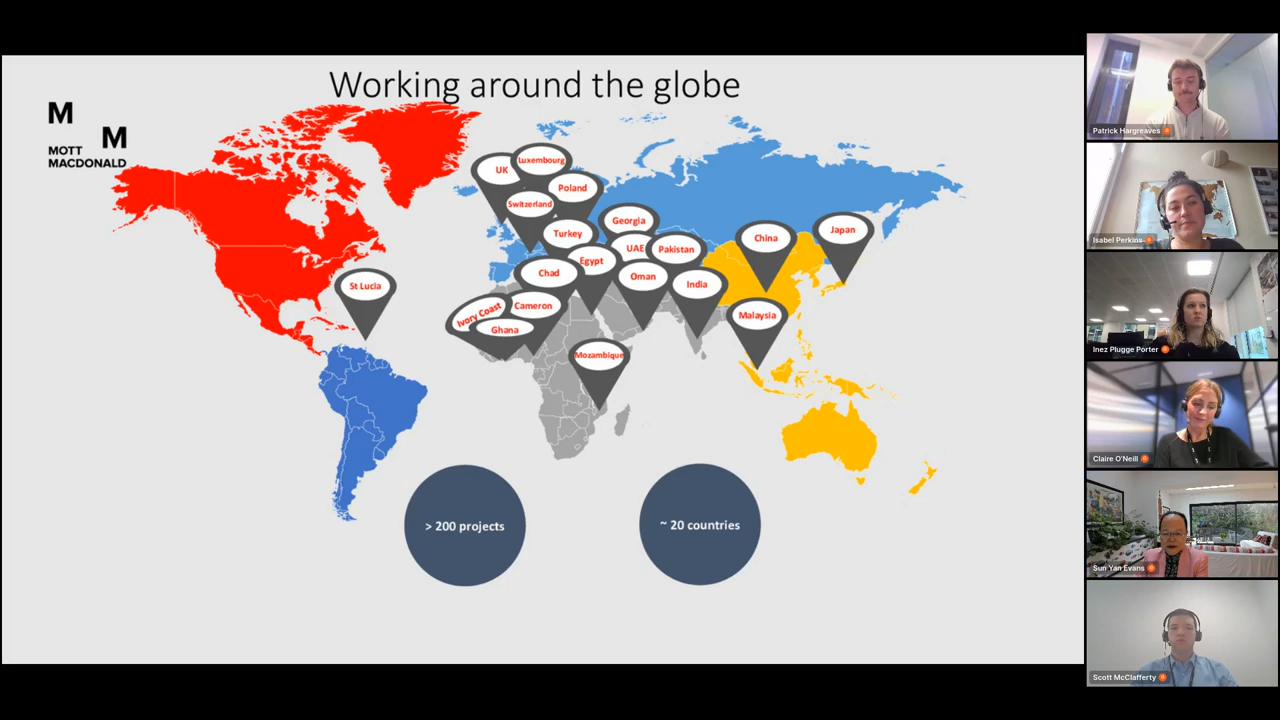 Working around the globe
M
M
MOTT
MACDONALD
UK
Luxembourg
Poland
Switzerland
Georgia
Turkey
UAE
Pakistan
China
Japan
Egypt
Chad
Oman
India
St Lucia
Ivory Coast
Cameron
Ghana
Malaysia
Mozambique
> 200 projects
~ 20 countries
Patrick Hargreaves
Isabel Perkins
Inez Plugge Porter
Claire O'Neill
Sun Yan Evans
Scott McClafferty